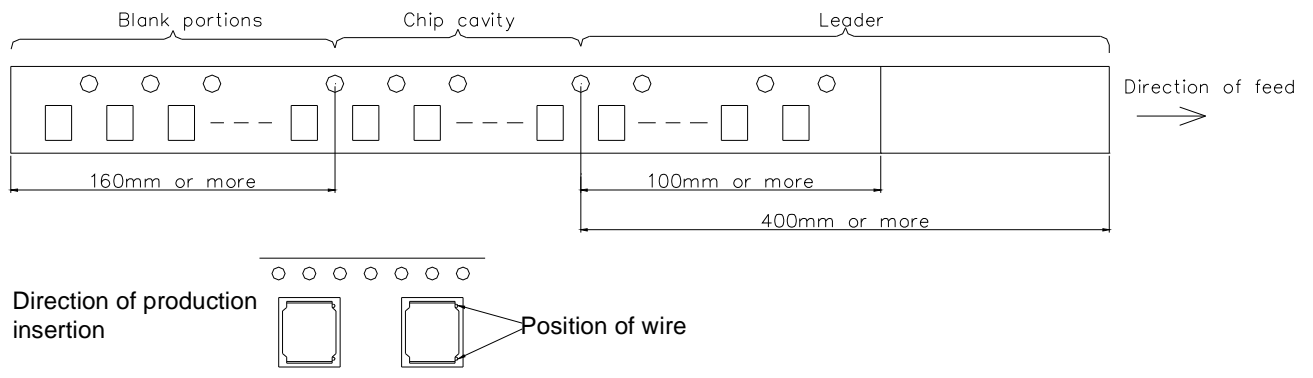 Blank portions
Chip cavity
Leader
Direction of feed
160mm or more
100mm or more
400mm or more
Direction of production
insertion
Position of wire